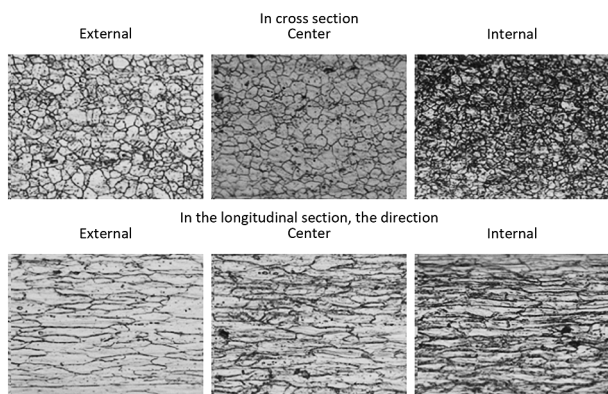 In cross section
External Center Internal
In the longitudinal section, the direction
External Center Internal